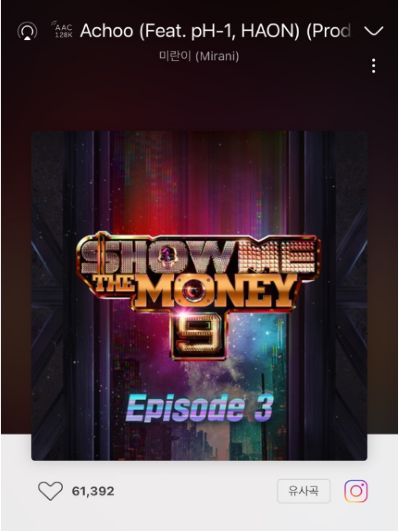 AAC
128K
Achoo (Feat. pH-1, HAON) (Prod
미란이 (Mirani)
SHOW ME
THE MONEY
9
Episode 3
61,392
유사곡